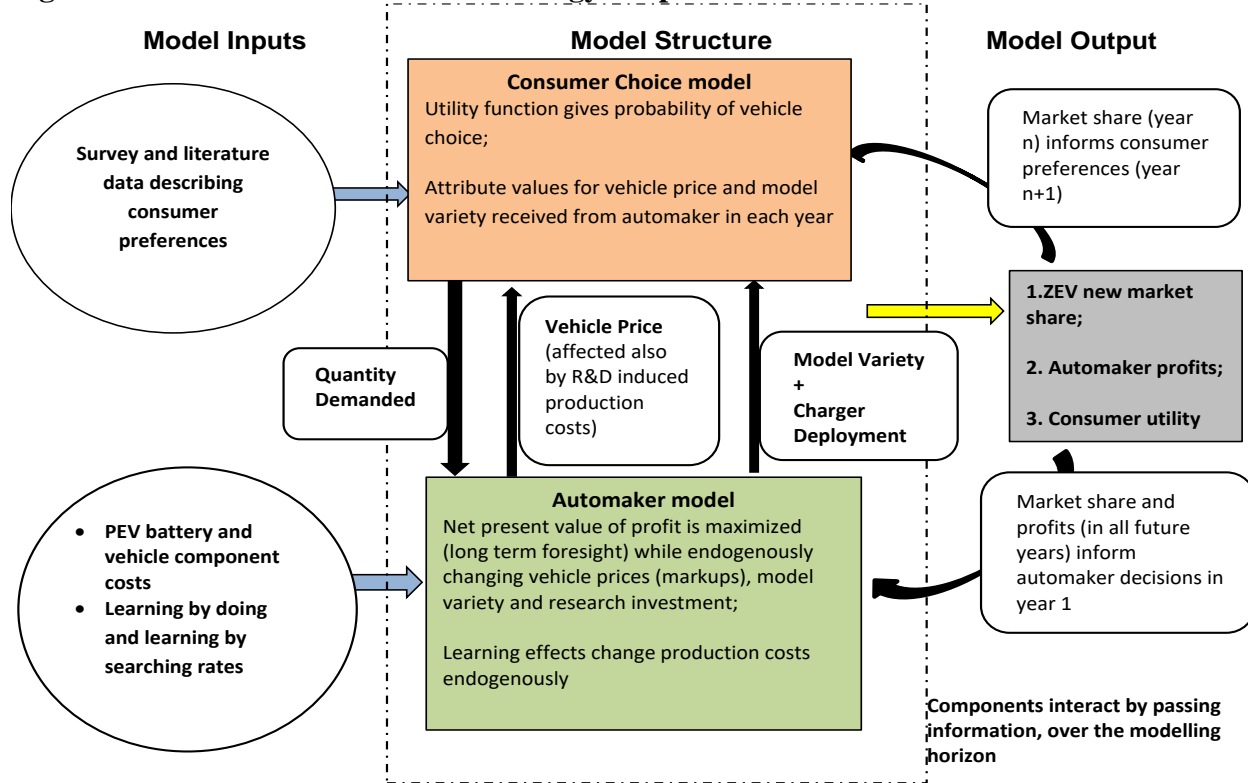 Model Inputs
Model Structure
Model Output
Survey and literature
data describing
consumer
preferences
Consumer Choice model
Utility function gives probability of vehicle
choice;
Attribute values for vehicle price and model
variety received from automaker in each year
Market share (year
n) informs consumer
preferences (year
n+1)
Quantity
Demanded
Vehicle Price
(affected also
by R&D induced
production
costs)
Model Variety
+
Charger
Deployment
1.ZEV new market
share;
2. Automaker profits;
3. Consumer utility
• PEV battery and
vehicle component
costs
• Learning by doing
and learning by
searching rates
Automaker model
Net present value of profit is maximized
(long term foresight) while endogenously
changing vehicle prices (markups), model
variety and research investment;
Learning effects change production costs
endogenously
Market share and
profits (in all future
years) inform
automaker decisions in
year 1
Components interact by passing
information, over the modelling
horizon